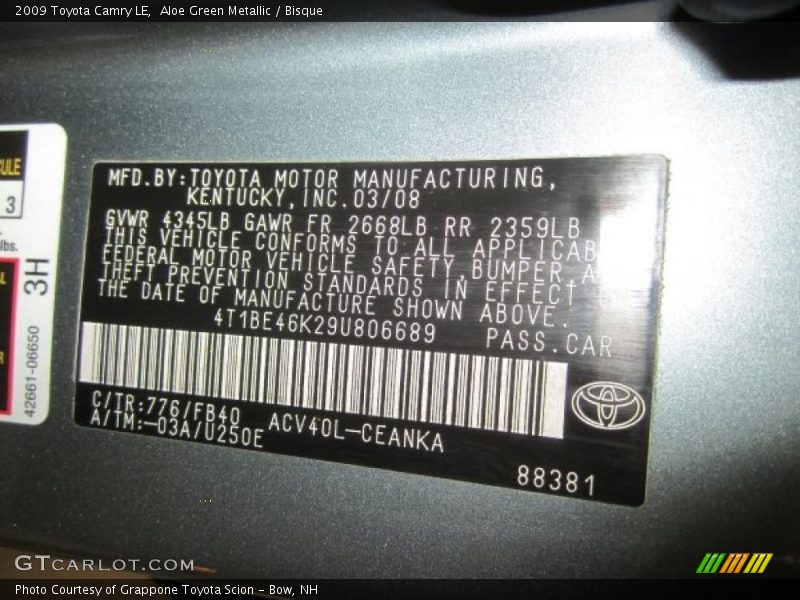 2009 Toyota Camry LE,  Aloe Green Metallic / Bisque
MFD.BY:TOYOTA MOTOR MANUFACTURING,
KENTUCKY,INC.03/08
GVWR 4345LB GAWR FR 2668LB RR 2359LB
THIS VEHICLE CONFORMS TO ALL APPLICAB
FEDERAL MOTOR VEHICLE SAFETY BUMPER, A
THEFT PREVENTION STANDARDS IN EFFECT
THE DATE OF MANUFACTURE SHOWN ABOVE.
4T1BE46K29U806689 PASS.CAR
C/TR:776/FB40
A/TM:-03A/U250E ACV40L-CEANKA
88381
ULE
3
lbs.
3H
42661-06650
GTCARLOT.COM
Photo Courtesy of Grappone Toyota Scion - Bow, NH